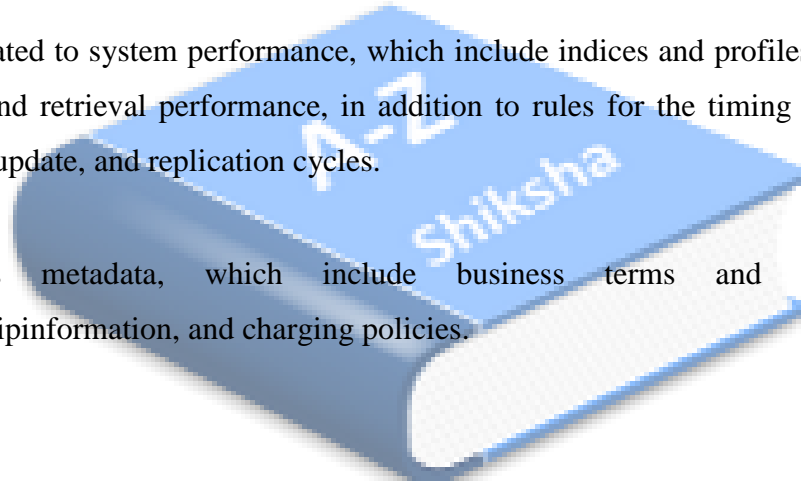 ated to system performance, which include indices and profiles
nd retrieval performance, in addition to rules for the timing
update, and replication cycles.
A-Z
Shiksha
s metadata, which include business terms and
ipinformation, and charging policies.